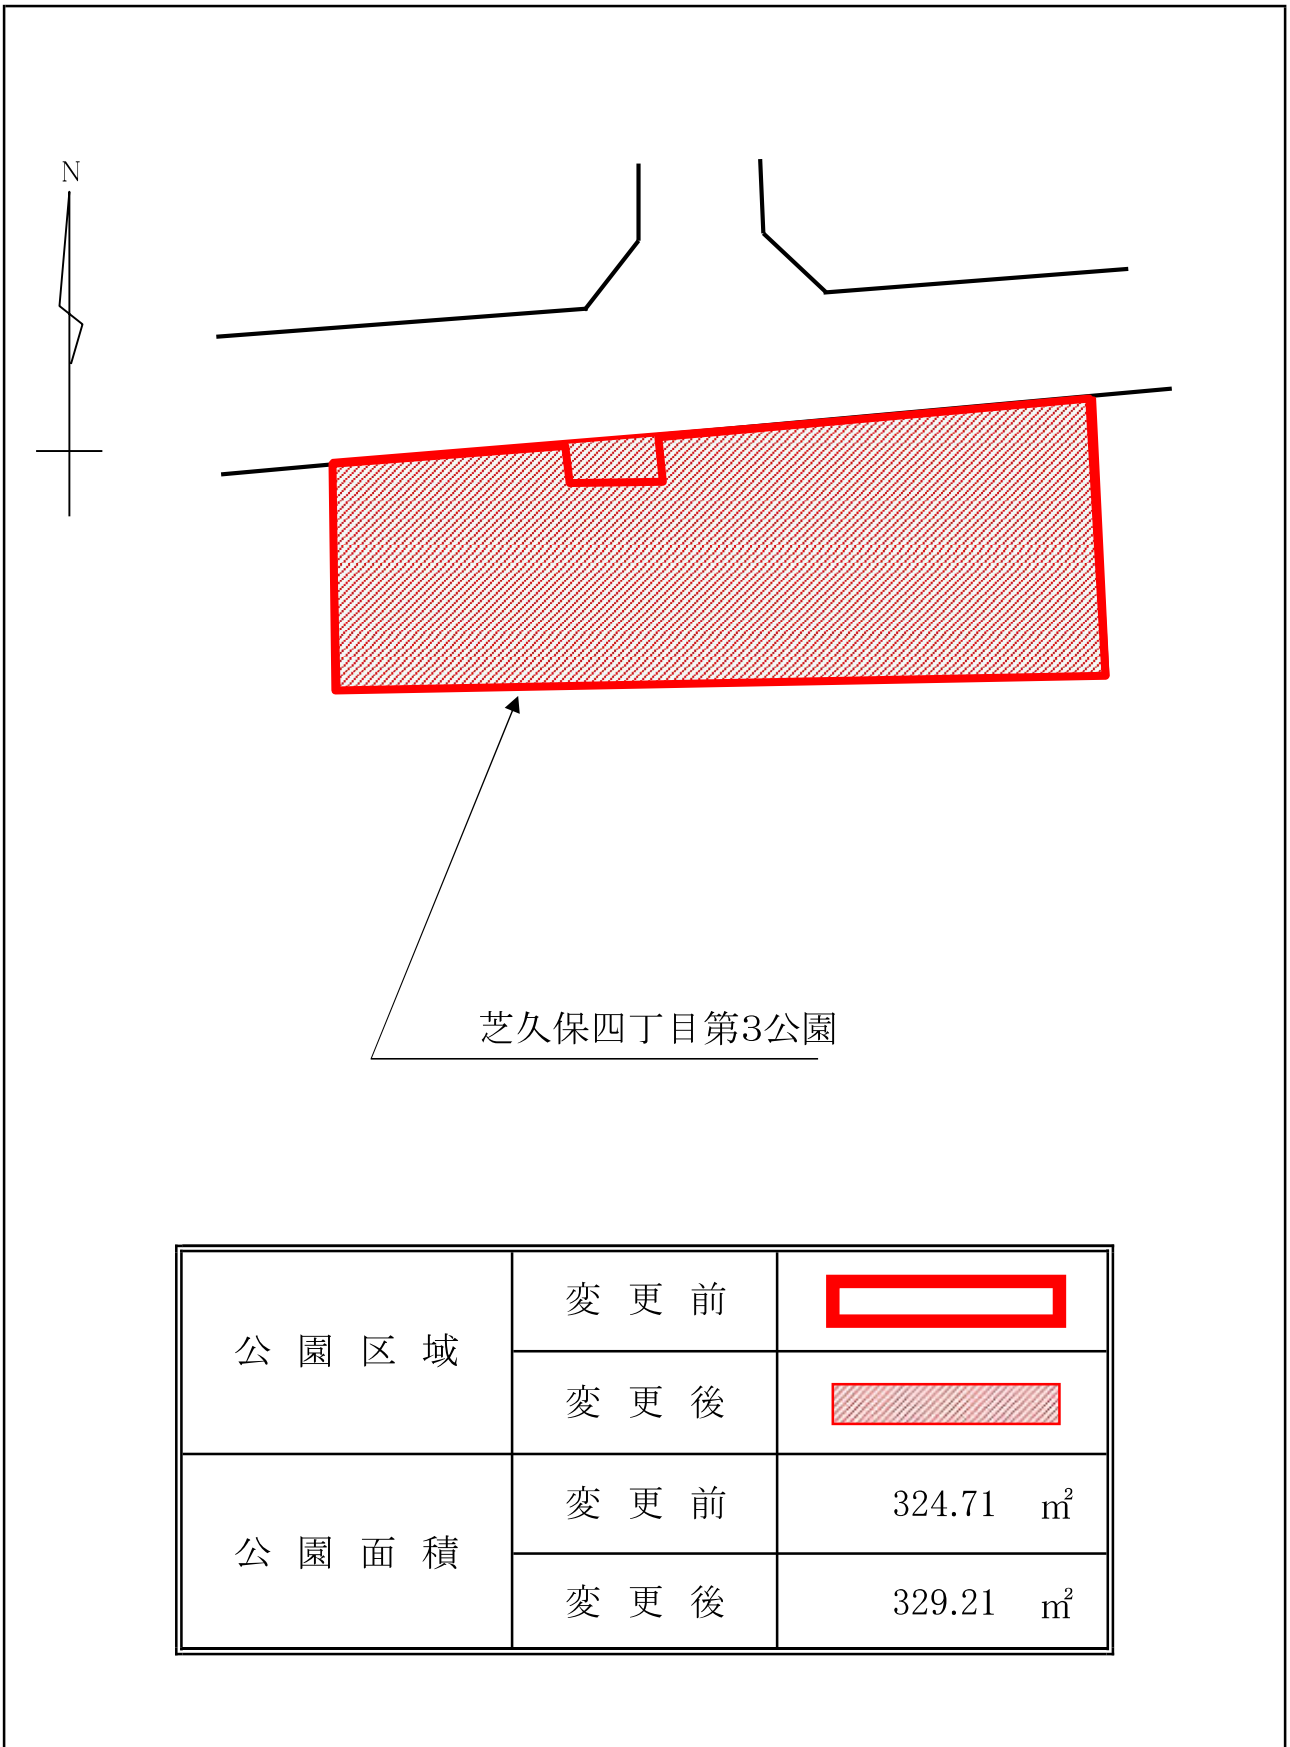 N
芝久保四丁目第3公園
公園区域
変更前
変更後
公園面積
変更前 324.71 ㎡
変更後 329.21 ㎡